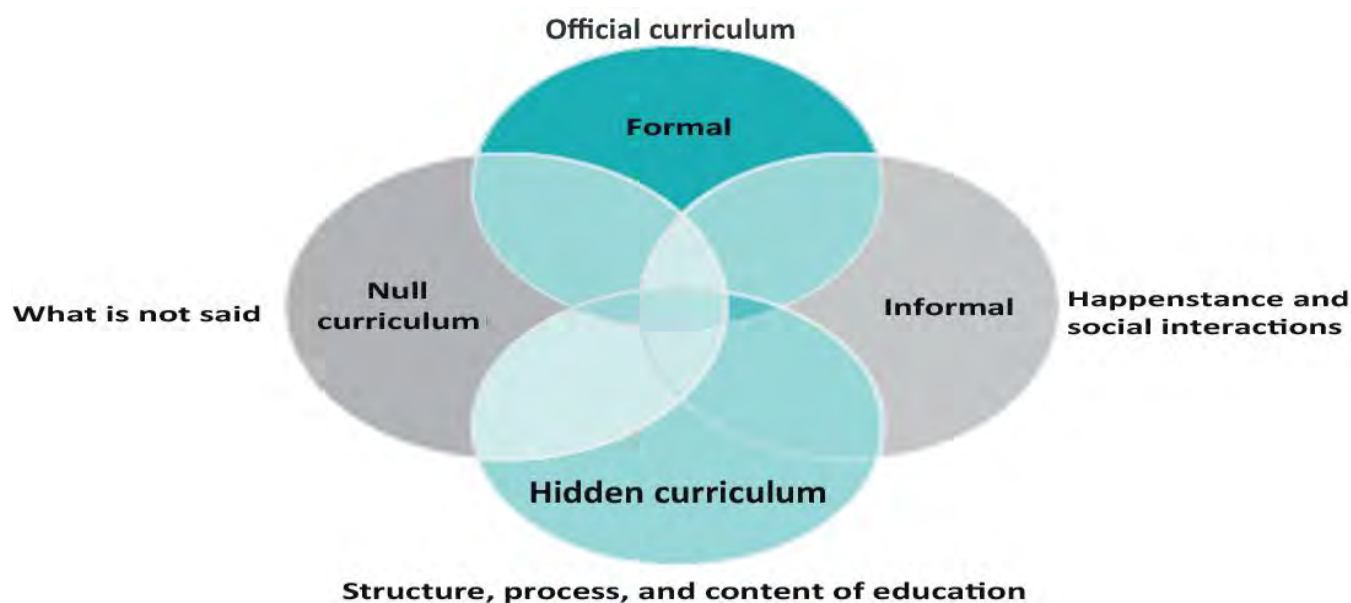 Official curriculum
Formal
Null
curriculum
What is not said
Informal
Happenstance and
social interactions
Hidden curriculum
Structure, process, and content of education